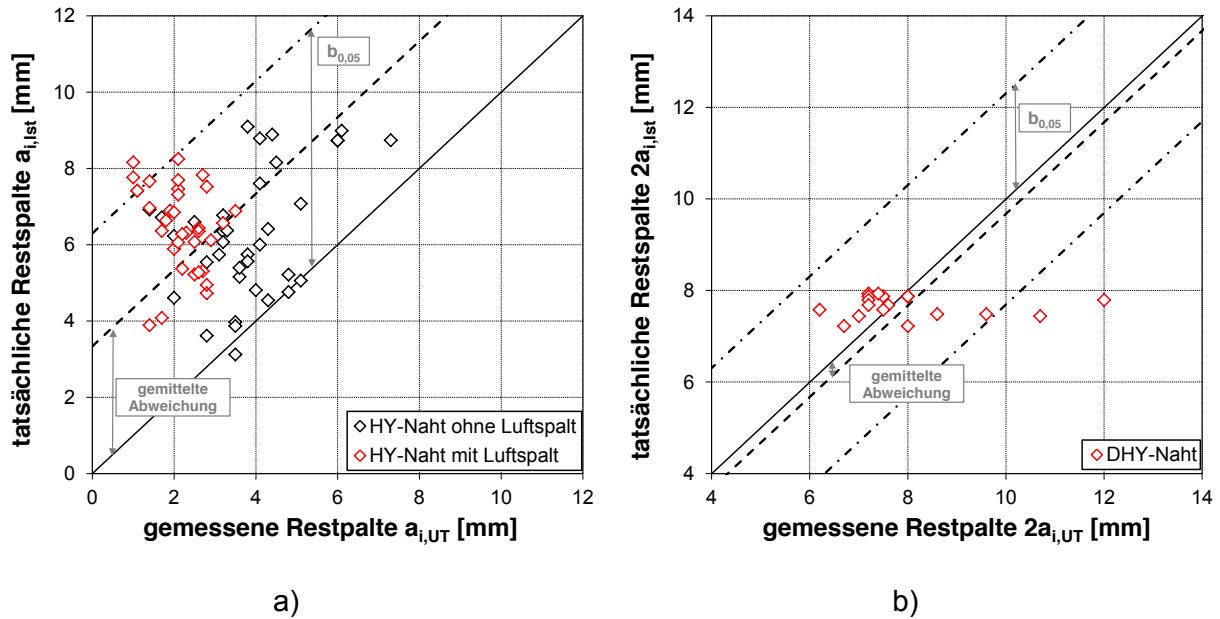 tatsächliche Restspalte a_i,Ist [mm]
12
10
8
6
4
2
0
b_0,05
gemittelte
Abweichung
HY-Naht ohne Luftspalt
HY-Naht mit Luftspalt
0 2 4 6 8 10 12
gemessene Restpalte a_i,UT [mm]
a)
tatsächliche Restspalte 2a_i,Ist [mm]
14
12
10
8
6
4
b_0,05
gemittelte
Abweichung
DHY-Naht
4 6 8 10 12 14
gemessene Restpalte 2a_i,UT [mm]
b)